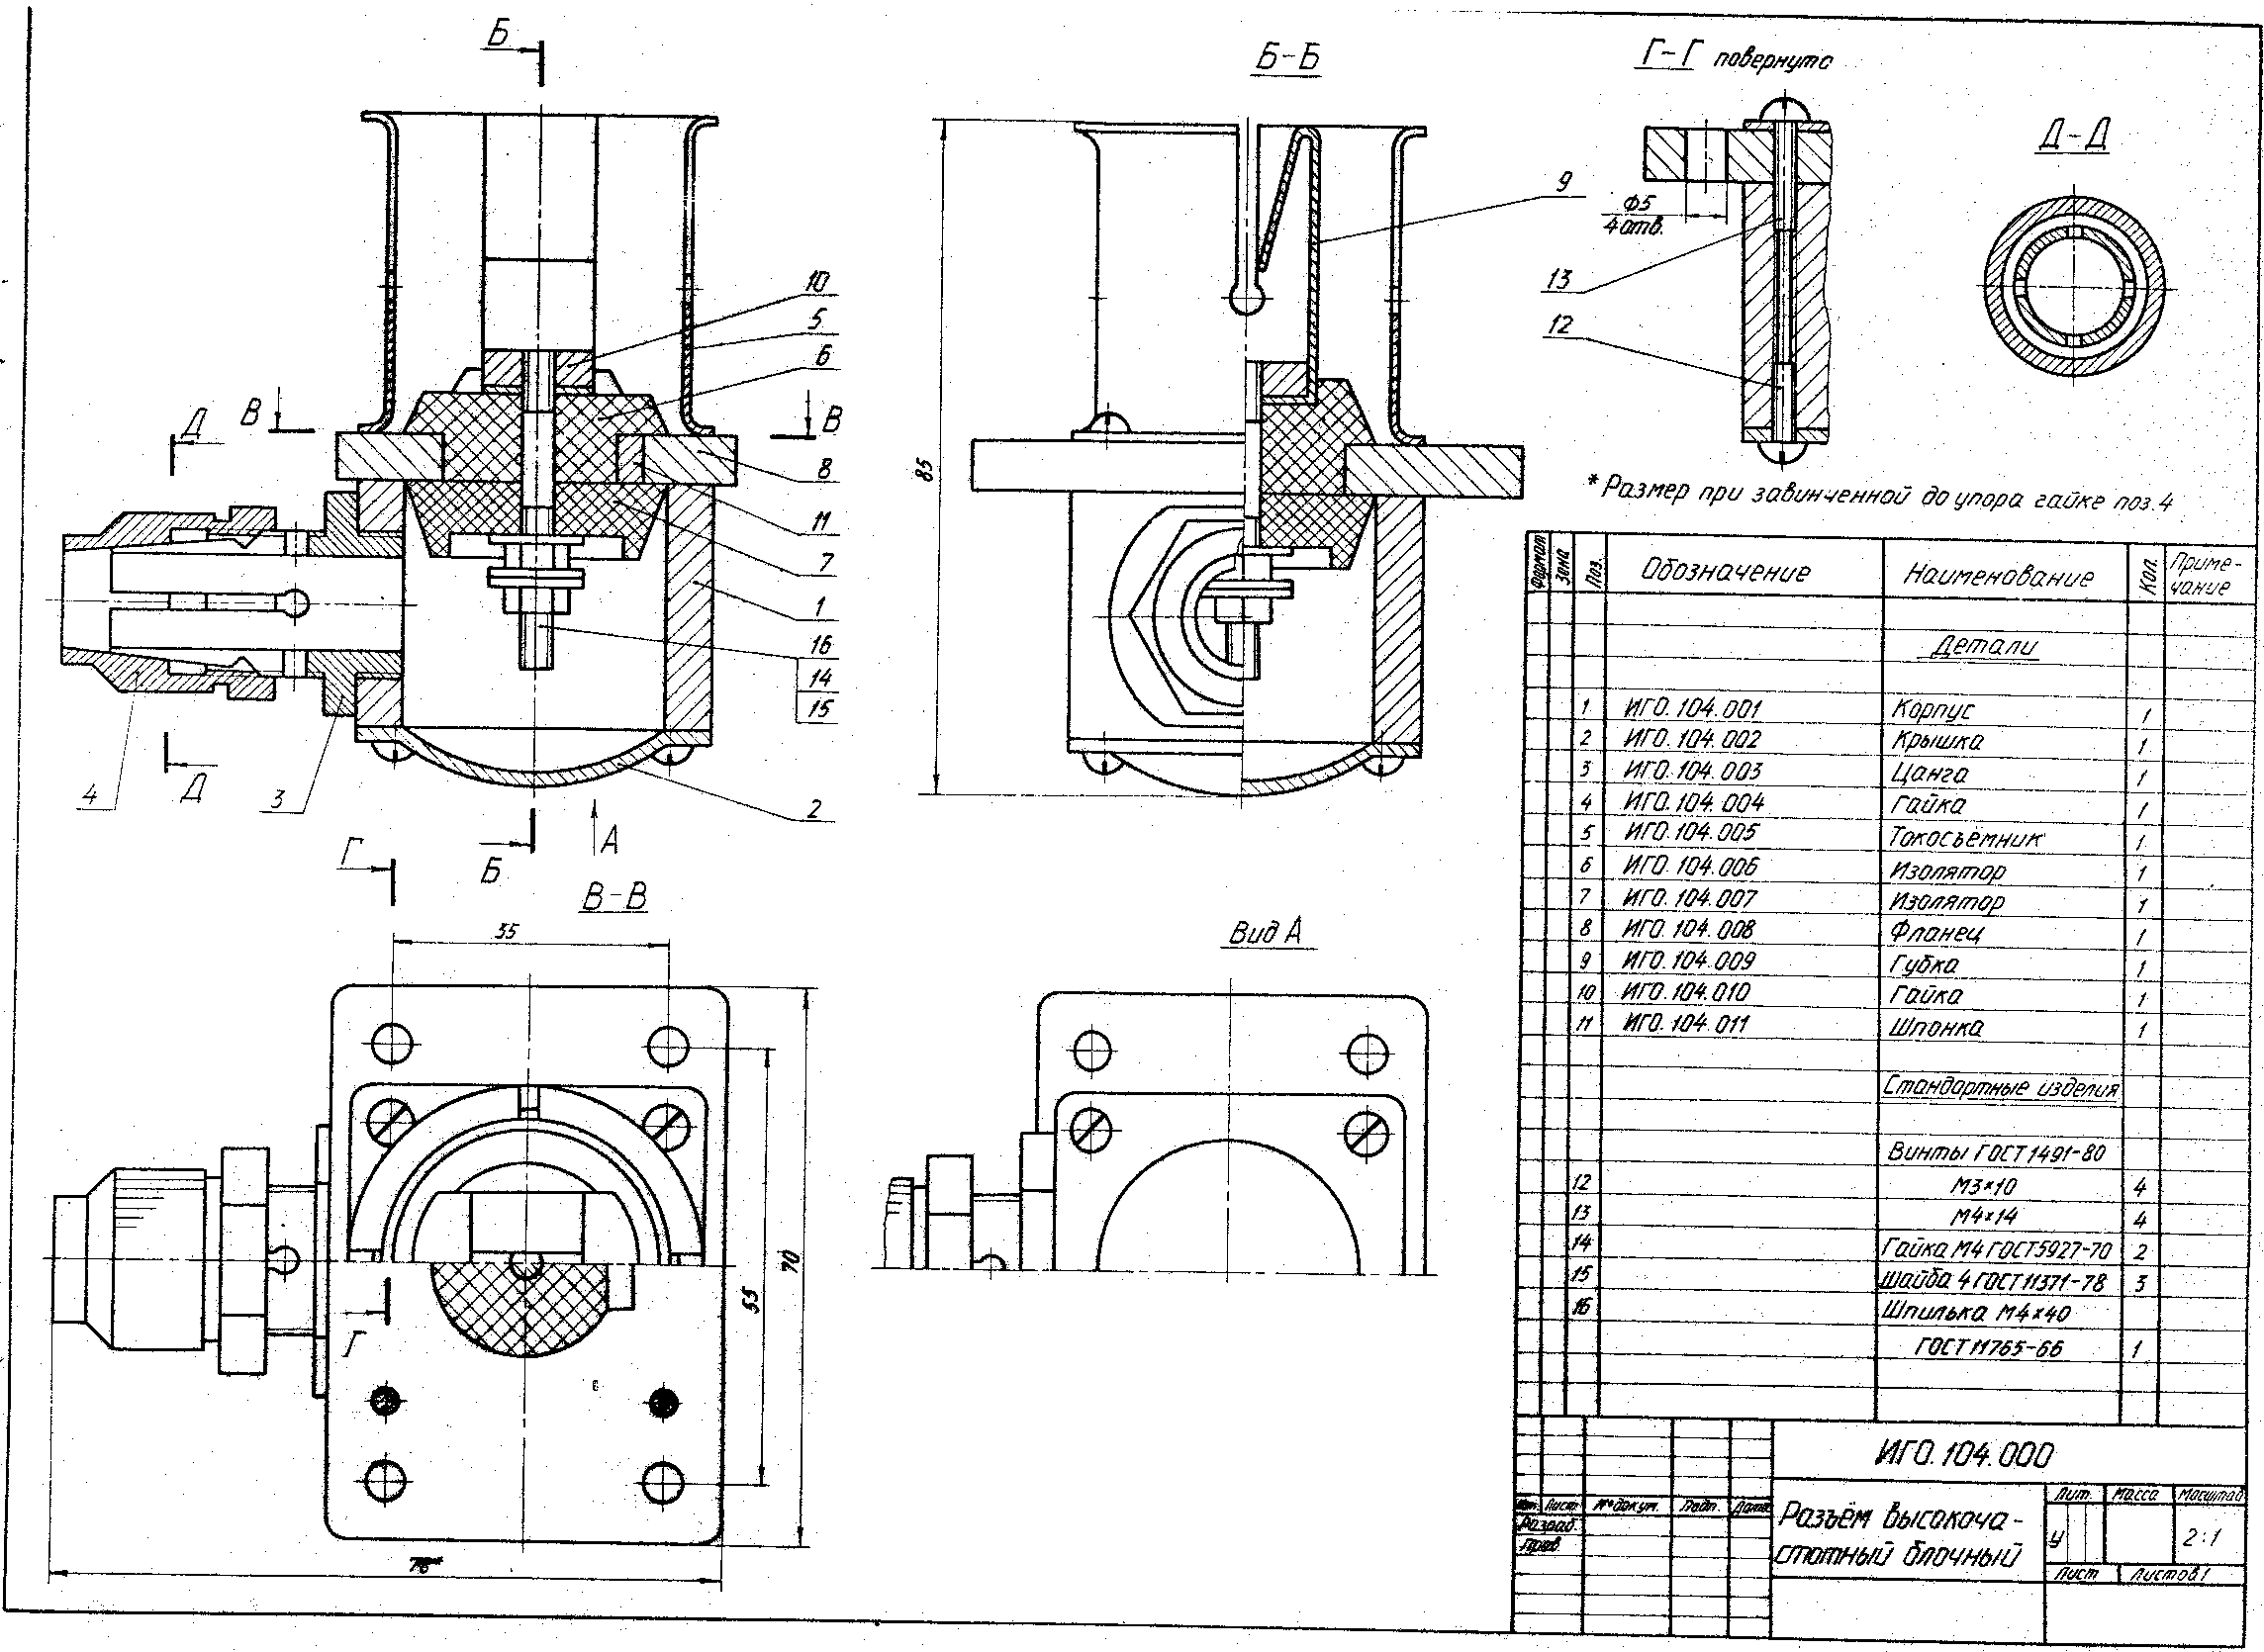 Б
Б-Б
Г-Г повернуто
Д-Д
9
Ф5
4 отв.
13
12
10
5
6
В
В
Д
8
11
7
1
16
14
15
4
Д
3
2
А
Б
Г
85
* Размер при завинченной до упора гайке поз.4
В-В
35
Вид А
70
55
Г
76*
Формат Зона Поз. Обозначение Наименование Кол. Приме-
чание
Детали
1 ИГО.104.001 Корпус 1
2 ИГО.104.002 Крышка 1
3 ИГО.104.003 Цанга 1
4 ИГО.104.004 Гайка 1
5 ИГО.104.005 Токосъёмник 1
6 ИГО.104.006 Изолятор 1
7 ИГО.104.007 Изолятор 1
8 ИГО.104.008 Фланец 1
9 ИГО.104.009 Губка 1
10 ИГО.104.010 Гайка 1
11 ИГО.104.011 Шпонка 1
Стандартные изделия
Винты ГОСТ 1491-80
12 М3×10 4
13 М4×14 4
14 Гайка М4 ГОСТ 5927-70 2
15 Шайба 4 ГОСТ 11371-78 3
16 Шпилька М4×40
ГОСТ 11765-66 1
ИГО.104.000
Изм. Лист №докум. Подп. Дата
Разраб.
Пров.
Разъём высокоча-
стотный блочный
Лит. Масса Масштаб
У 2:1
Лист Листов 1